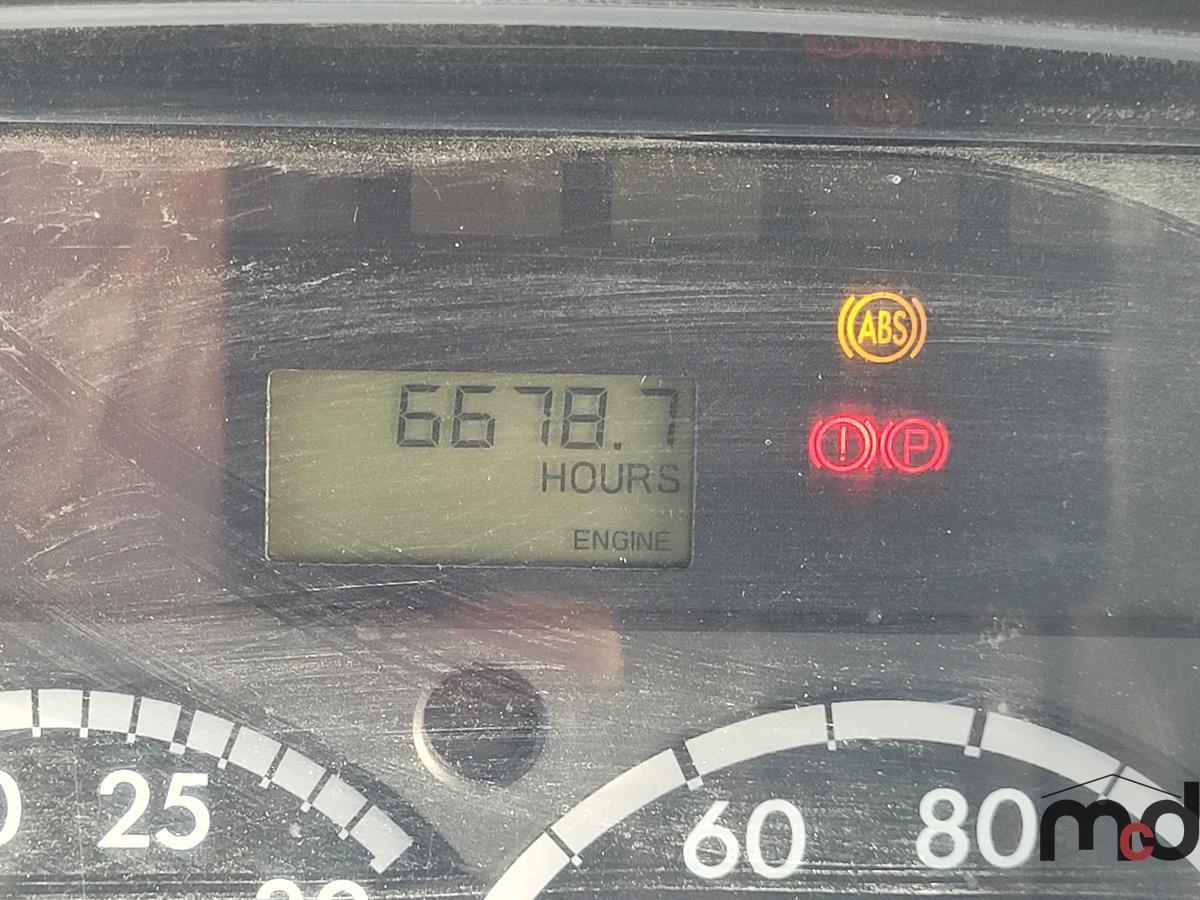 ABS
6678.7
HOURS
! P
ENGINE
25
60
80
mcd